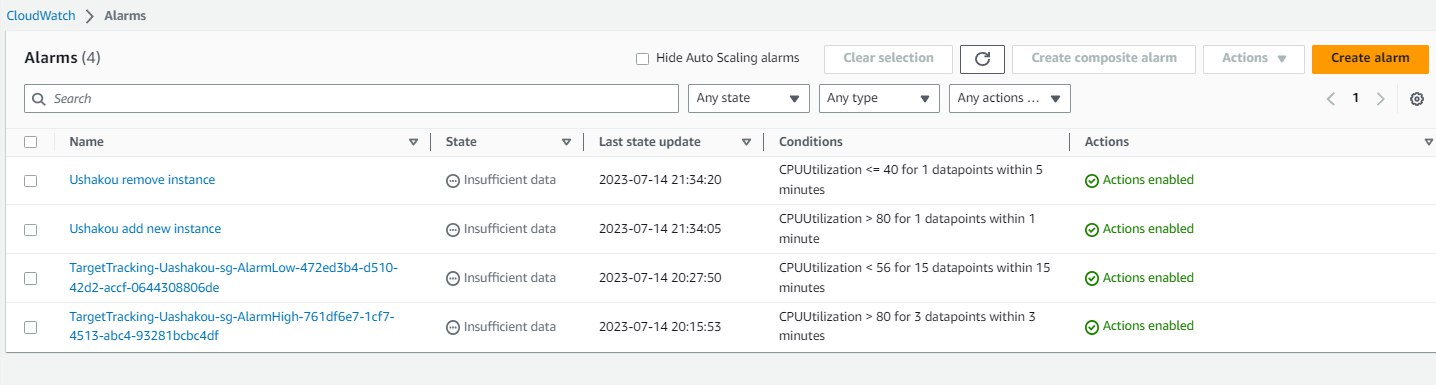 CloudWatch > Alarms
Alarms (4)
Hide Auto Scaling alarms
Clear selection
Create composite alarm
Actions
Create alarm
Search
Any state
Any type
Any actions ...
1
Name
State
Last state update
Conditions
Actions
Ushakou remove instance
Insufficient data
2023-07-14 21:34:20
CPUUtilization <= 40 for 1 datapoints within 5
minutes
Actions enabled
Ushakou add new instance
Insufficient data
2023-07-14 21:34:05
CPUUtilization > 80 for 1 datapoints within 1
minute
Actions enabled
TargetTracking-Uashakou-sg-AlarmLow-472ed3b4-d510-
42d2-accf-0644308806de
Insufficient data
2023-07-14 20:27:50
CPUUtilization < 56 for 15 datapoints within 15
minutes
Actions enabled
TargetTracking-Uashakou-sg-AlarmHigh-761df6e7-1cf7-
4513-abc4-93281bcbc4df
Insufficient data
2023-07-14 20:15:53
CPUUtilization > 80 for 3 datapoints within 3
minutes
Actions enabled